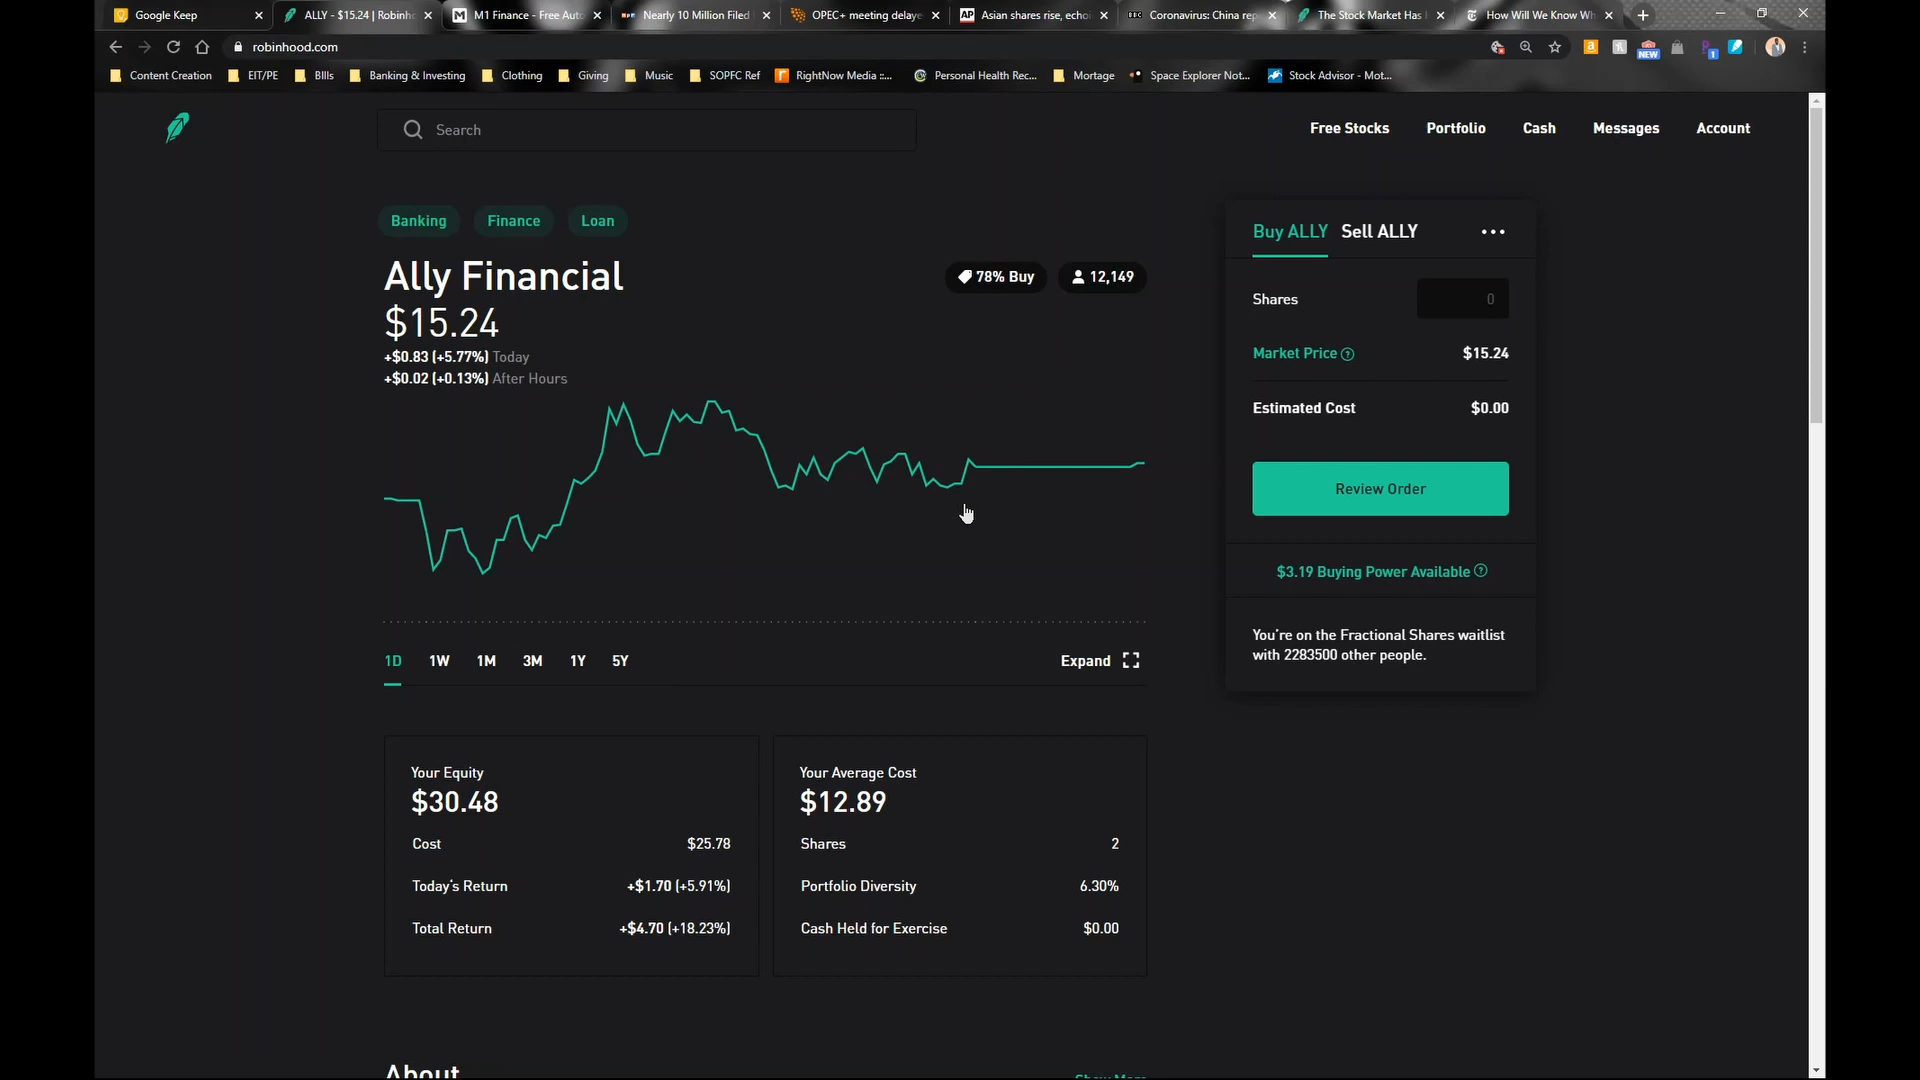 Google Keep
ALLY - $15.24 | Robinh
M1 Finance - Free Auto
Nearly 10 Million Filed
OPEC+ meeting delaye
AP Asian shares rise, echo
BBC Coronavirus: China rep
The Stock Market Has
How Will We Know Wh
robinhood.com
NEW
1
Content Creation
EIT/PE
BIlls
Banking & Investing
Clothing
Giving
Music
SOPFC Ref
RightNow Media ::...
Personal Health Rec...
Mortage
Space Explorer Not...
Stock Advisor - Mot...
Search
Free Stocks
Portfolio
Cash
Messages
Account
Banking
Finance
Loan
Ally Financial
78% Buy
12,149
$15.24
+$0.83 (+5.77%) Today
+$0.02 (+0.13%) After Hours
Buy ALLY
Sell ALLY
Shares
0
Market Price ?
$15.24
Estimated Cost
$0.00
Review Order
$3.19 Buying Power Available ?
You're on the Fractional Shares waitlist
with 2283500 other people.
1D
1W
1M
3M
1Y
5Y
Expand
Your Equity
$30.48
Cost
$25.78
Today's Return
+$1.70 (+5.91%)
Total Return
+$4.70 (+18.23%)
Your Average Cost
$12.89
Shares
2
Portfolio Diversity
6.30%
Cash Held for Exercise
$0.00
About
Show More